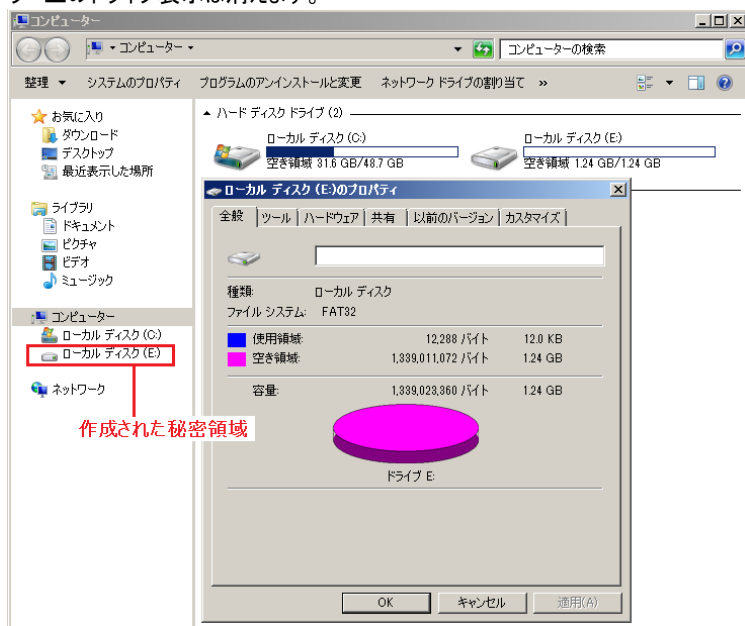 コンピューター
コンピューター
コンピューターの検索
整理 システムのプロパティ プログラムのアンインストールと変更 ネットワーク ドライブの割り当て »
お気に入り
ダウンロード
デスクトップ
最近表示した場所
ライブラリ
ドキュメント
ピクチャ
ビデオ
ミュージック
コンピューター
ローカル ディスク (C:)
ローカル ディスク (E:)
ネットワーク
作成された秘密領域
ハード ディスク ドライブ (2)
ローカル ディスク (C:)
空き領域 31.6 GB/48.7 GB
ローカル ディスク (E:)
空き領域 1.24 GB/1.24 GB
ローカル ディスク (E:)のプロパティ
全般 ツール ハードウェア 共有 以前のバージョン カスタマイズ
種類: ローカル ディスク
ファイル システム: FAT32
使用領域: 12,288 バイト 12.0 KB
空き領域: 1,339,011,072 バイト 1.24 GB
容量: 1,339,023,360 バイト 1.24 GB
ドライブ E:
OK キャンセル 適用(A)